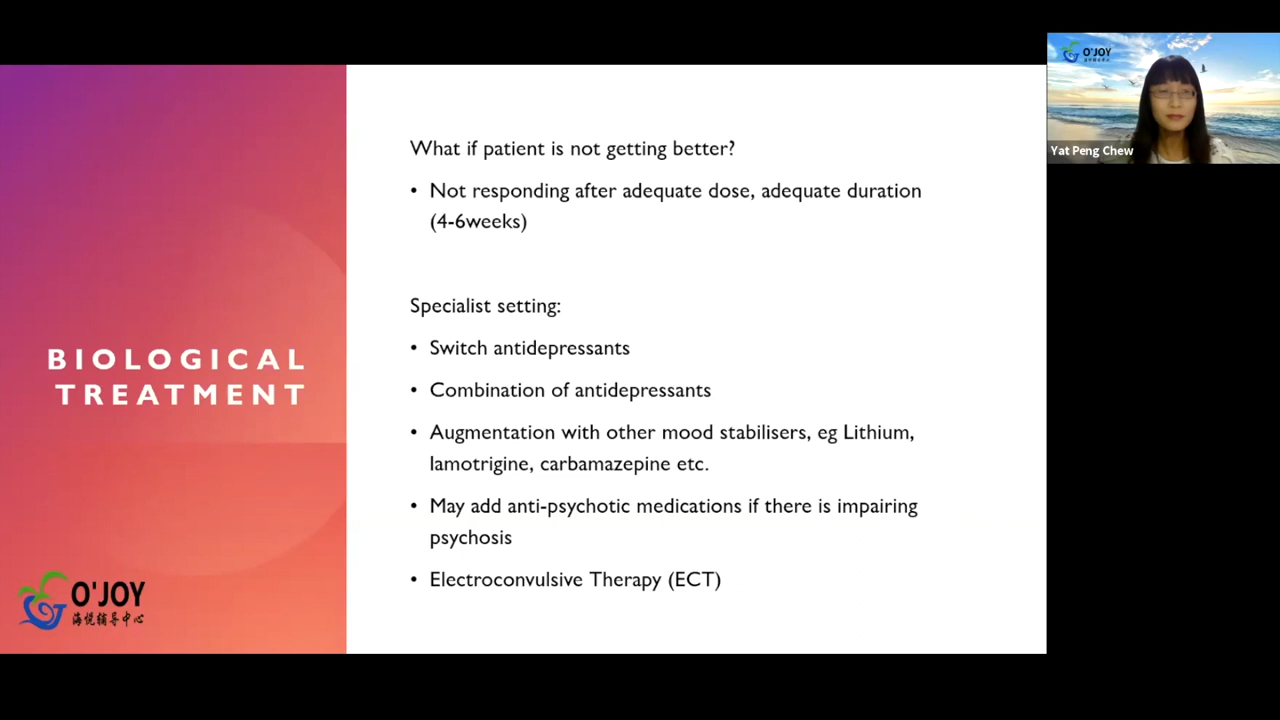 BIOLOGICAL
TREATMENT
O'JOY
海悦辅导中心
What if patient is not getting better?
• Not responding after adequate dose, adequate duration
(4-6weeks)
Specialist setting:
• Switch antidepressants
• Combination of antidepressants
• Augmentation with other mood stabilisers, eg Lithium,
lamotrigine, carbamazepine etc.
• May add anti-psychotic medications if there is impairing
psychosis
• Electroconvulsive Therapy (ECT)
O'JOY
Yat Peng Chew